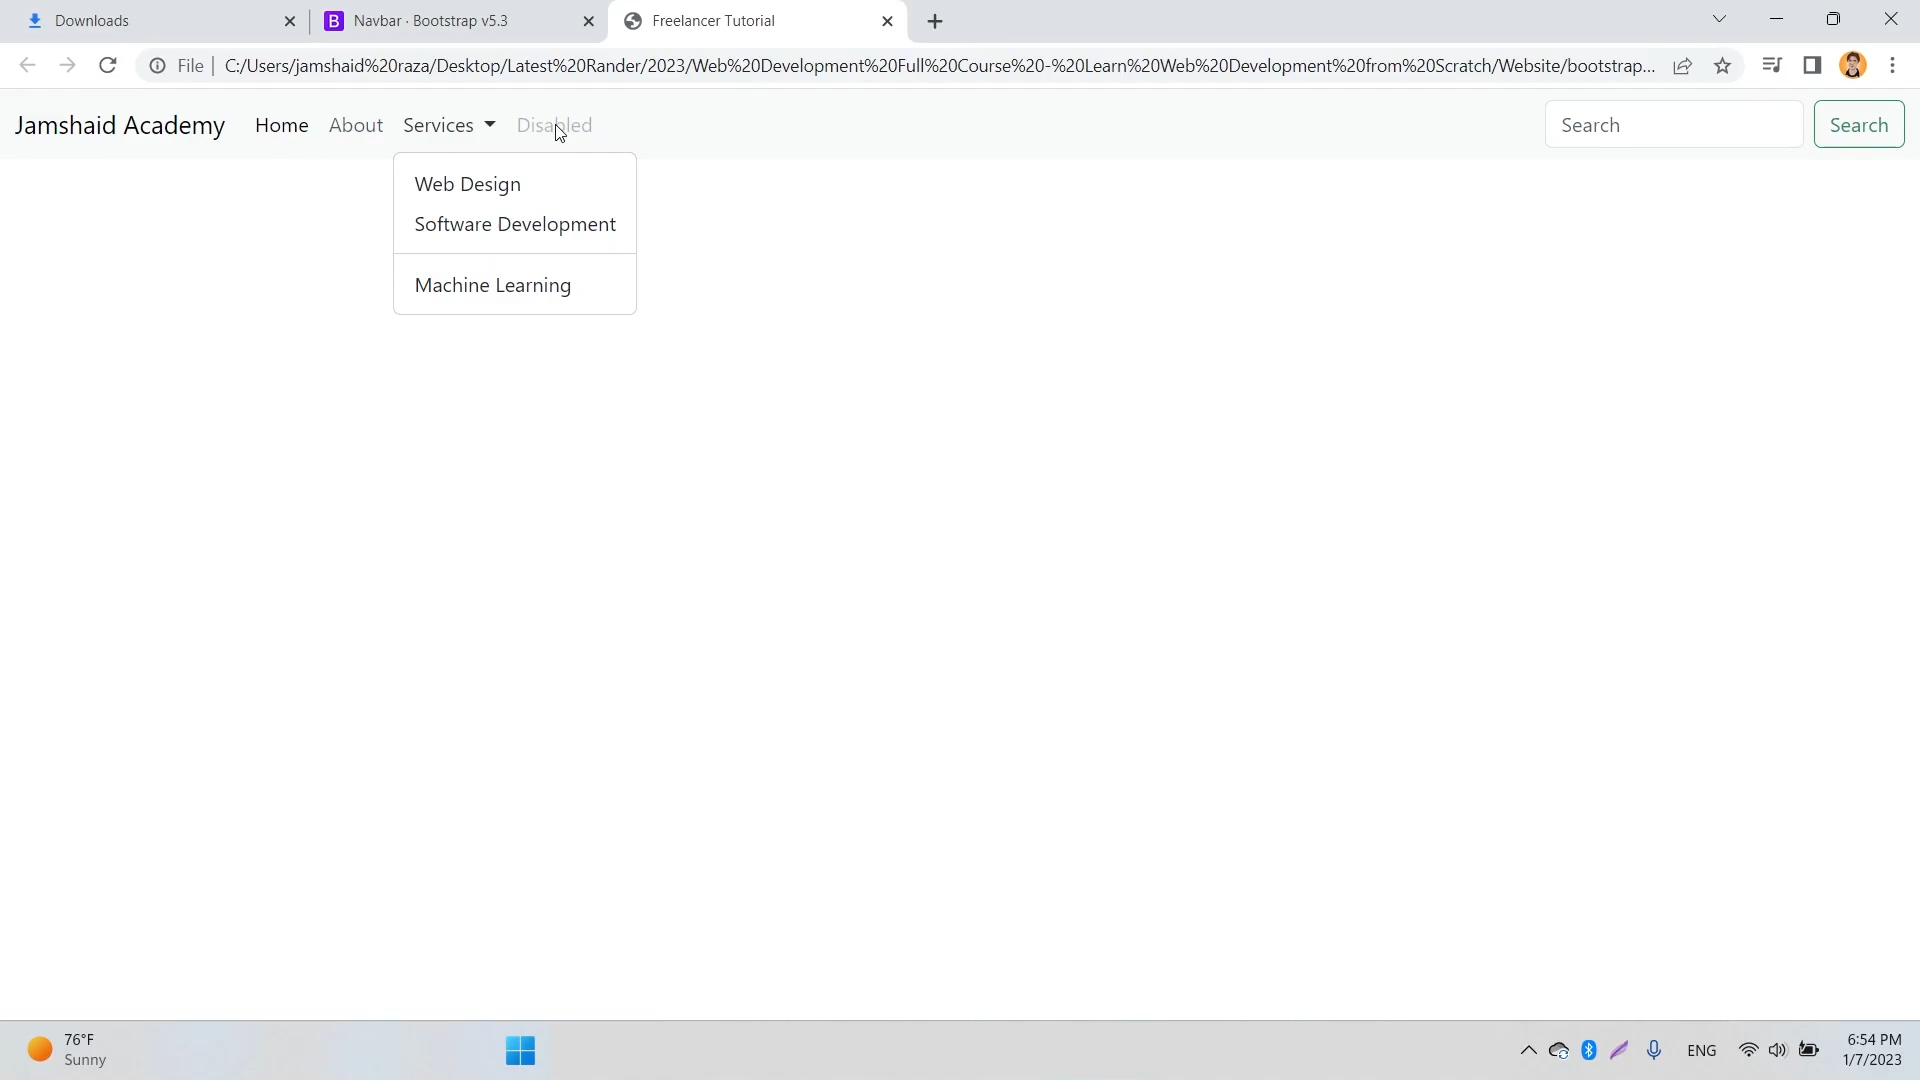 Downloads
B Navbar · Bootstrap v5.3
Freelancer Tutorial
File C:/Users/jamshaid%20raza/Desktop/Latest%20Rander/2023/Web%20Development%20Full%20Course%20-%20Learn%20Web%20Development%20from%20Scratch/Website/bootstrap...
Jamshaid Academy Home About Services Disabled Search Search
Web Design
Software Development
Machine Learning
76°F
Sunny
ENG
6:54 PM
1/7/2023